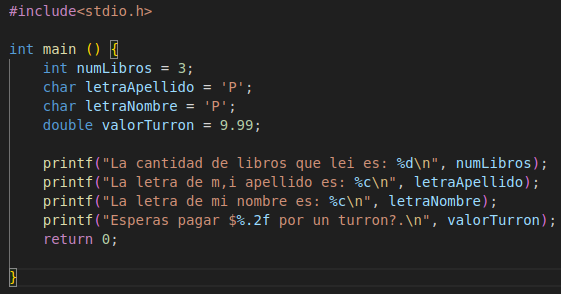 #include<stdio.h>
int main () {
int numLibros = 3;
char letraApellido = 'P';
char letraNombre = 'P';
double valorTurron = 9.99;
printf("La cantidad de libros que lei es: %d\n", numLibros);
printf("La letra de m,i apellido es: %c\n", letraApellido);
printf("La letra de mi nombre es: %c\n", letraNombre);
printf("Esperas pagar $%.2f por un turron?.\n", valorTurron);
return 0;
}